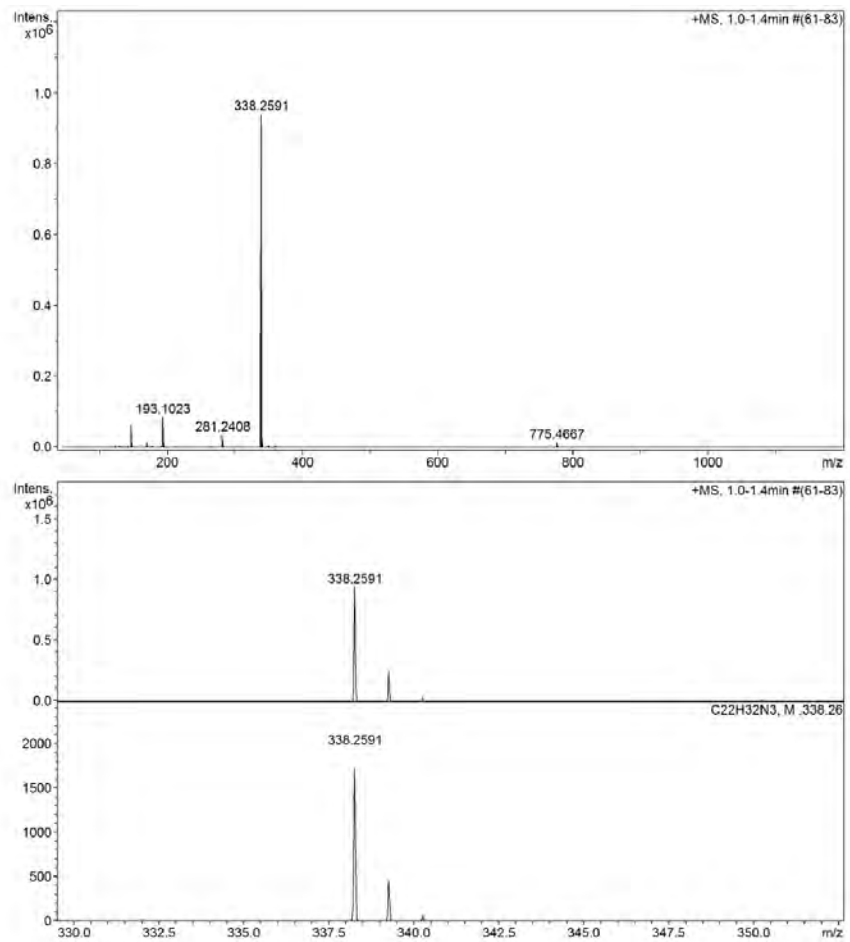 Intens.
x10⁶
+MS, 1.0-1.4min #(61-83)
338.2591
1.0
0.8
0.6
0.4
0.2
193.1023
281.2408
775.4667
0.0
200 400 600 800 1000 m/z
Intens.
x10⁶
+MS, 1.0-1.4min #(61-83)
1.5
338.2591
1.0
0.5
0.0
C22H32N3, M ,338.26
338.2591
2000
1500
1000
500
0
330.0 332.5 335.0 337.5 340.0 342.5 345.0 347.5 350.0 m/z